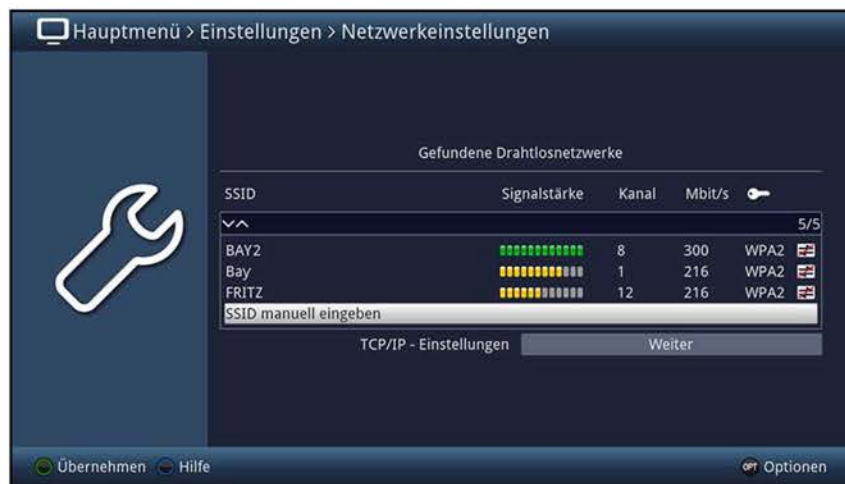 Hauptmenü > Einstellungen > Netzwerkeinstellungen
Gefundene Drahtlosnetzwerke
SSID Signalstärke Kanal Mbit/s
5/5
BAY2 8 300 WPA2
Bay 1 216 WPA2
FRITZ 12 216 WPA2
SSID manuell eingeben
TCP/IP - Einstellungen Weiter
Übernehmen Hilfe OPT Optionen